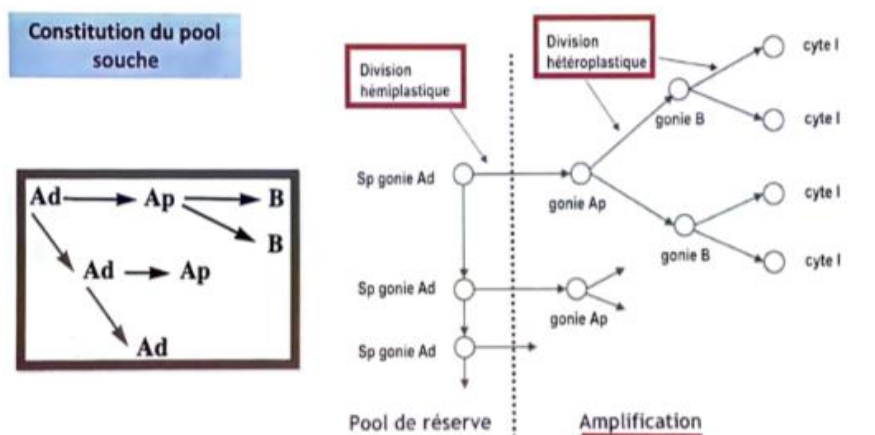 Constitution du pool
souche
Ad Ap B
B
Ad Ap
Ad
Division
hémiplastique
Division
hétéroplastique
cyte I
gonie B
cyte I
Sp gonie Ad
gonie Ap
cyte I
gonie B
cyte I
Sp gonie Ad
gonie Ap
Sp gonie Ad
Pool de réserve
Amplification